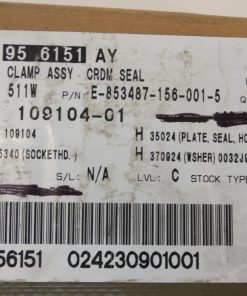 95 6151 AY
CLAMP ASSY - CRDM SEAL
511W P/N: E-853487-156-001-5
109104-01
109104 H 35024 (PLATE, SEAL, HO
5340 (SOCKETHD.) H 370924 (WSHER) 0032J9
S/L: N/A LVL: C STOCK TYPE
56151 024230901001